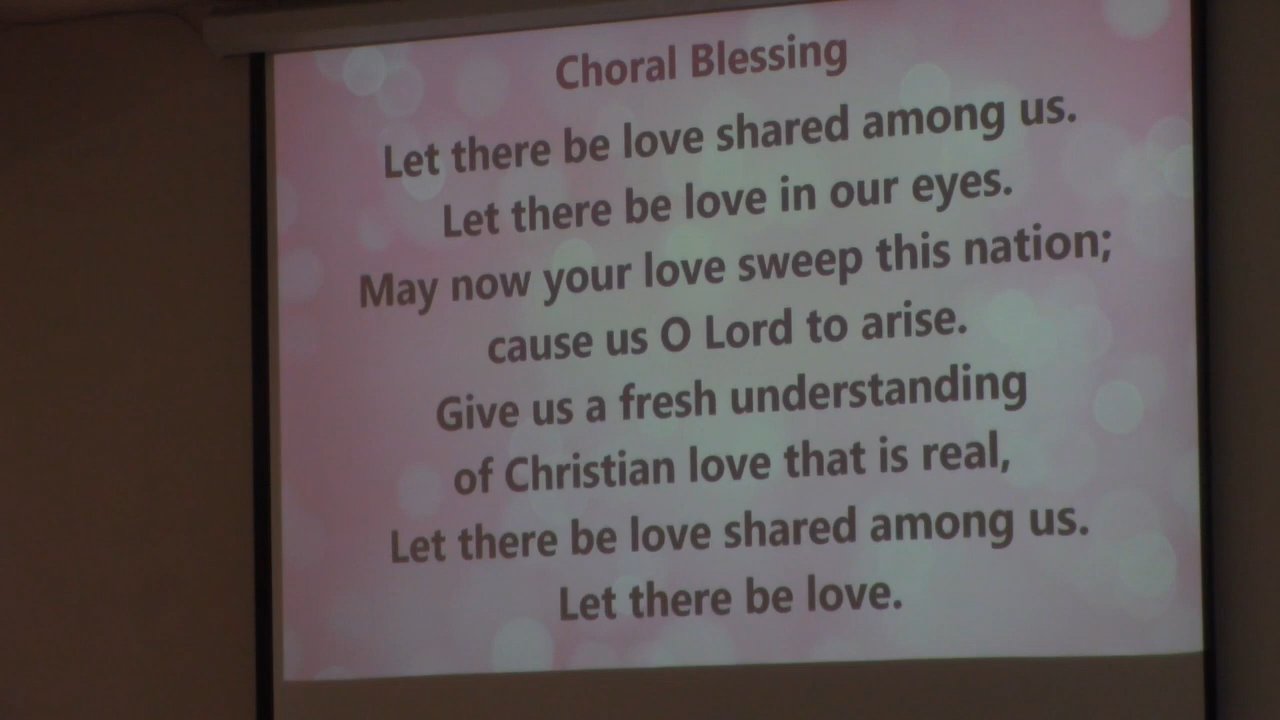 Choral Blessing
Let there be love shared among us.
Let there be love in our eyes.
May now your love sweep this nation;
cause us O Lord to arise.
Give us a fresh understanding
of Christian love that is real,
Let there be love shared among us.
Let there be love.